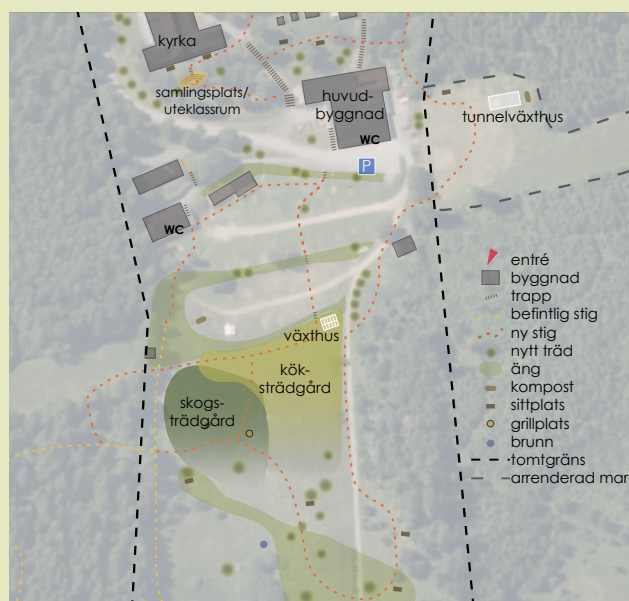 kyrka
samlingsplats/
uteklassrum
huvud-
byggnad
WC
P
tunnelväxthus
WC
växthus
kök-
strädgård
skogs-
trädgård
entré
byggnad
trapp
befintlig stig
ny stig
nytt träd
äng
kompost
sittplats
grillplats
brunn
tomtgräns
arrenderad mar